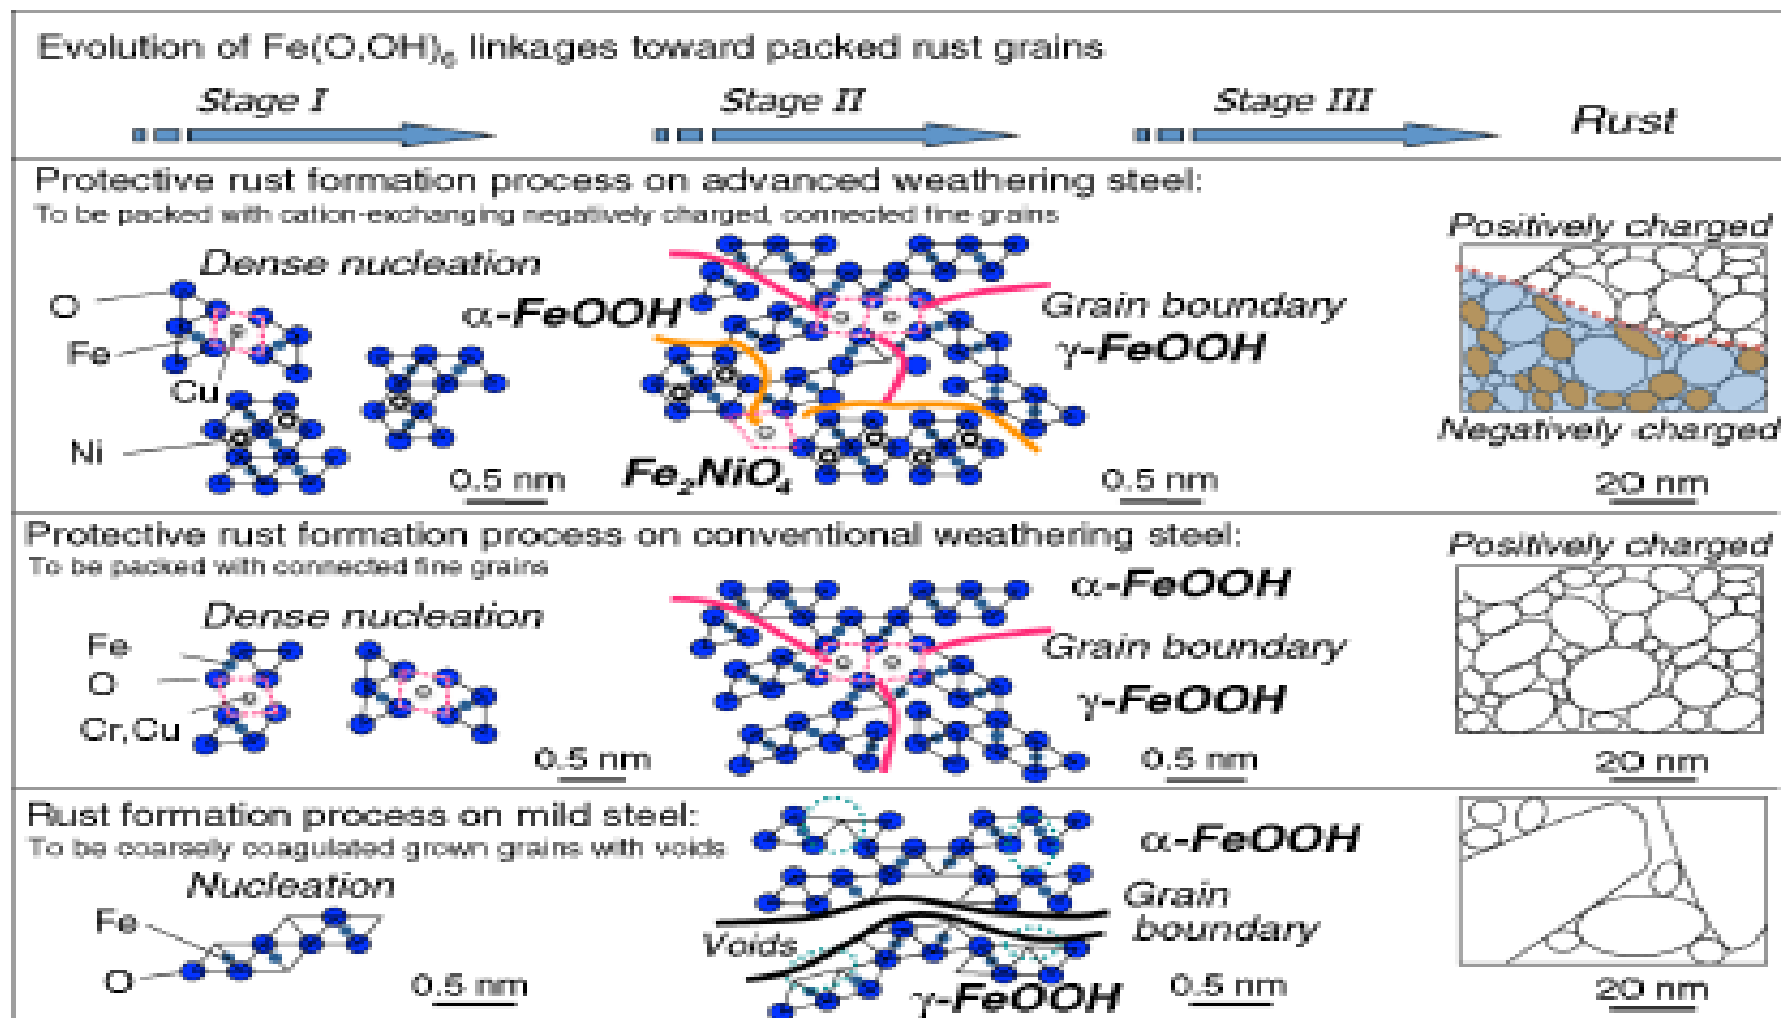 Evolution of Fe(O,OH)₆ linkages toward packed rust grains
Stage I
Stage II
Stage III
Rust
Protective rust formation process on advanced weathering steel:
To be packed with cation-exchanging negatively charged, connected fine grains
Dense nucleation
O
Fe
Cu
Ni
0.5 nm
α-FeOOH
Grain boundary
γ-FeOOH
Fe₂NiO₄
0.5 nm
Positively charged
Negatively charged
20 nm
Protective rust formation process on conventional weathering steel:
To be packed with connected fine grains
Dense nucleation
Fe
O
Cr,Cu
0.5 nm
α-FeOOH
Grain boundary
γ-FeOOH
0.5 nm
Positively charged
20 nm
Rust formation process on mild steel:
To be coarsely coagulated grown grains with voids
Nucleation
Fe
O
0.5 nm
α-FeOOH
Grain
boundary
Voids
γ-FeOOH
0.5 nm
20 nm